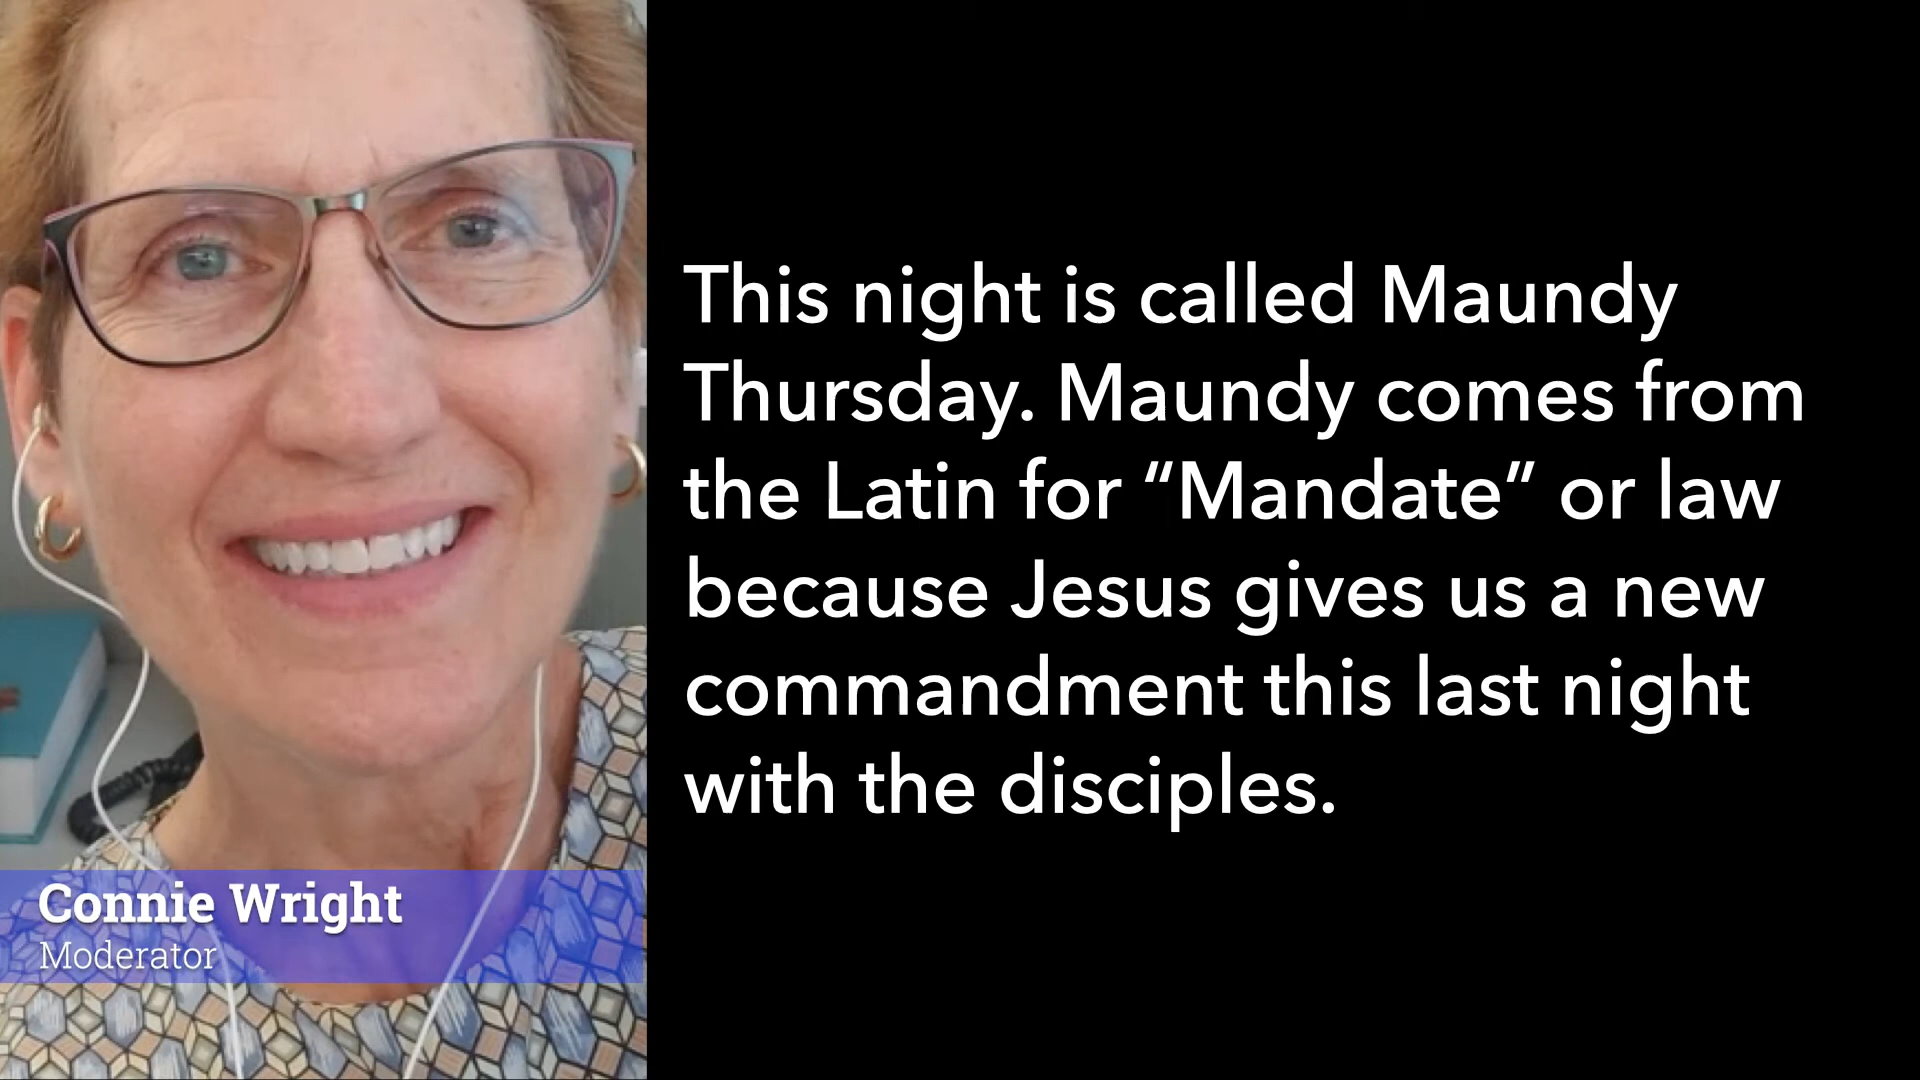 This night is called Maundy
Thursday. Maundy comes from
the Latin for “Mandate” or law
because Jesus gives us a new
commandment this last night
with the disciples.
Connie Wright
Moderator